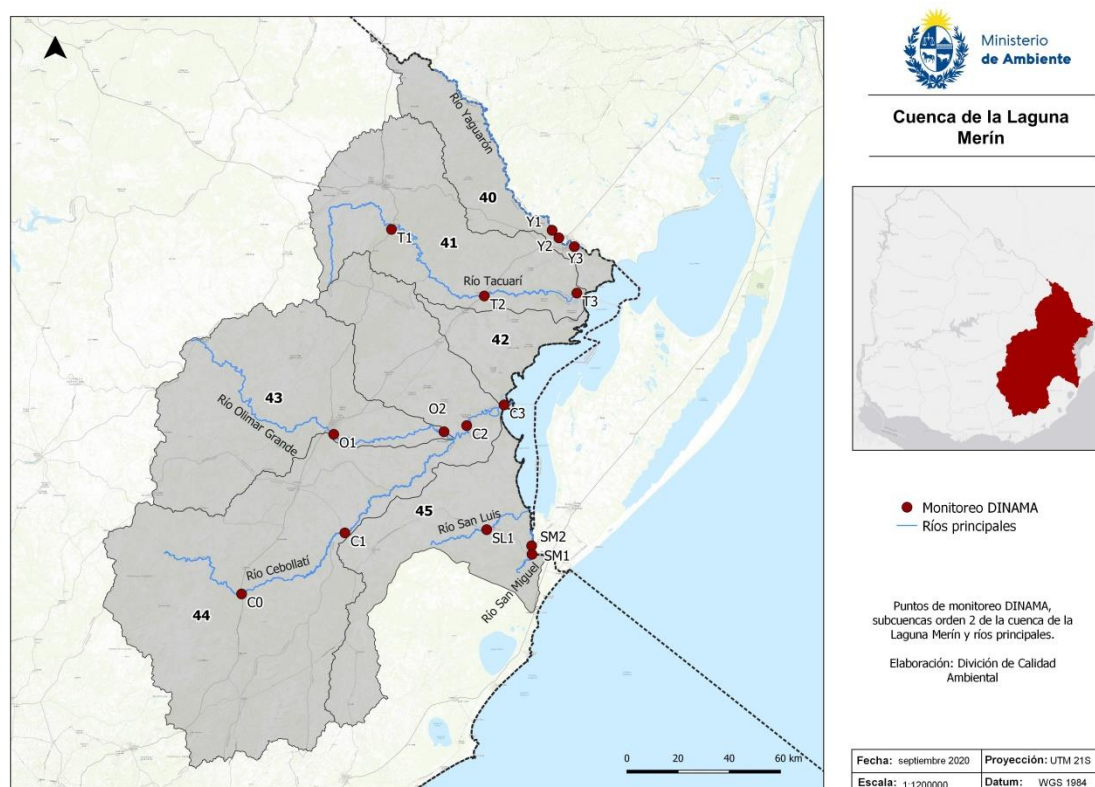 Río Yaguarón
40
41
Y1
Y2
Y3
T1
Río Tacuarí
T2
T3
42
43
Río Olimar Grande
O1
O2
C2
C3
45
Río San Luis
SL1
SM2
SM1
Río San Miguel
C1
Río Cebollatí
C0
44
0 20 40 60 km
Ministerio
de Ambiente
Cuenca de la Laguna
Merín
Monitoreo DINAMA
Ríos principales
Puntos de monitoreo DINAMA,
subcuencas orden 2 de la cuenca de la
Laguna Merín y ríos principales.
Elaboración: División de Calidad
Ambiental
Fecha: septiembre 2020 Proyección: UTM 21S
Escala: 1:1200000 Datum: WGS 1984